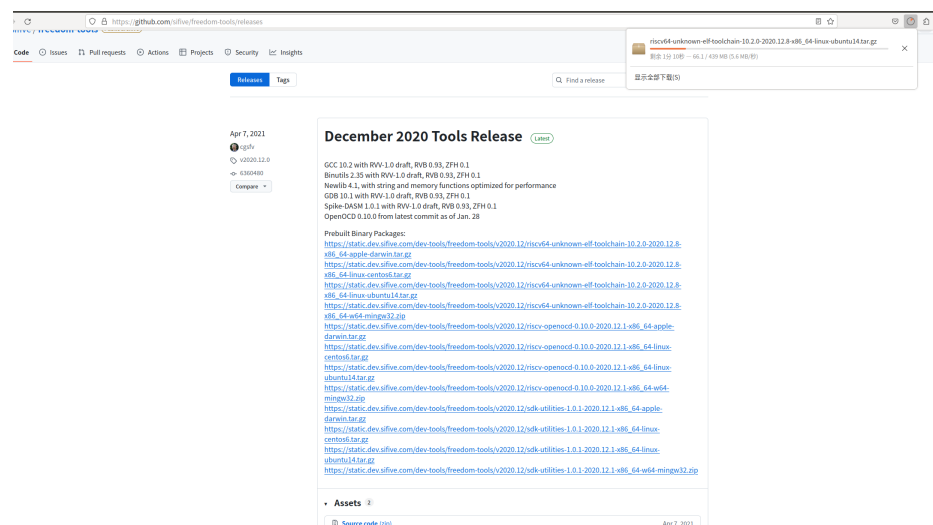 https://github.com/sifive/freedom-tools/releases
Code
Issues
Pull requests
Actions
Projects
Security
Insights
riscv64-unknown-elf-toolchain-10.2.0-2020.12.8-x86_64-linux-ubuntu14.tar.gz
剩余 1分 10秒 — 66.1 / 439 MB (5.6 MB/秒)
显示全部下载(S)
Releases
Tags
Find a release
Apr 7, 2021
cgsfv
v2020.12.0
6360480
Compare
December 2020 Tools Release
Latest
GCC 10.2 with RVV-1.0 draft, RVB 0.93, ZFH 0.1
Binutils 2.35 with RVV-1.0 draft, RVB 0.93, ZFH 0.1
Newlib 4.1, with string and memory functions optimized for performance
GDB 10.1 with RVV-1.0 draft, RVB 0.93, ZFH 0.1
Spike-DASM 1.0.1 with RVV-1.0 draft, RVB 0.93, ZFH 0.1
OpenOCD 0.10.0 from latest commit as of Jan. 28
Prebuilt Binary Packages:
https://static.dev.sifive.com/dev-tools/freedom-tools/v2020.12/riscv64-unknown-elf-toolchain-10.2.0-2020.12.8-
x86_64-apple-darwin.tar.gz
https://static.dev.sifive.com/dev-tools/freedom-tools/v2020.12/riscv64-unknown-elf-toolchain-10.2.0-2020.12.8-
x86_64-linux-centos6.tar.gz
https://static.dev.sifive.com/dev-tools/freedom-tools/v2020.12/riscv64-unknown-elf-toolchain-10.2.0-2020.12.8-
x86_64-linux-ubuntu14.tar.gz
https://static.dev.sifive.com/dev-tools/freedom-tools/v2020.12/riscv64-unknown-elf-toolchain-10.2.0-2020.12.8-
x86_64-w64-mingw32.zip
https://static.dev.sifive.com/dev-tools/freedom-tools/v2020.12/riscv-openocd-0.10.0-2020.12.1-x86_64-apple-
darwin.tar.gz
https://static.dev.sifive.com/dev-tools/freedom-tools/v2020.12/riscv-openocd-0.10.0-2020.12.1-x86_64-linux-
centos6.tar.gz
https://static.dev.sifive.com/dev-tools/freedom-tools/v2020.12/riscv-openocd-0.10.0-2020.12.1-x86_64-linux-
ubuntu14.tar.gz
https://static.dev.sifive.com/dev-tools/freedom-tools/v2020.12/riscv-openocd-0.10.0-2020.12.1-x86_64-w64-
mingw32.zip
https://static.dev.sifive.com/dev-tools/freedom-tools/v2020.12/sdk-utilities-1.0.1-2020.12.1-x86_64-apple-
darwin.tar.gz
https://static.dev.sifive.com/dev-tools/freedom-tools/v2020.12/sdk-utilities-1.0.1-2020.12.1-x86_64-linux-
centos6.tar.gz
https://static.dev.sifive.com/dev-tools/freedom-tools/v2020.12/sdk-utilities-1.0.1-2020.12.1-x86_64-linux-
ubuntu14.tar.gz
https://static.dev.sifive.com/dev-tools/freedom-tools/v2020.12/sdk-utilities-1.0.1-2020.12.1-x86_64-w64-mingw32.zip
Assets 2
Source code (zip)
Apr 7, 2021